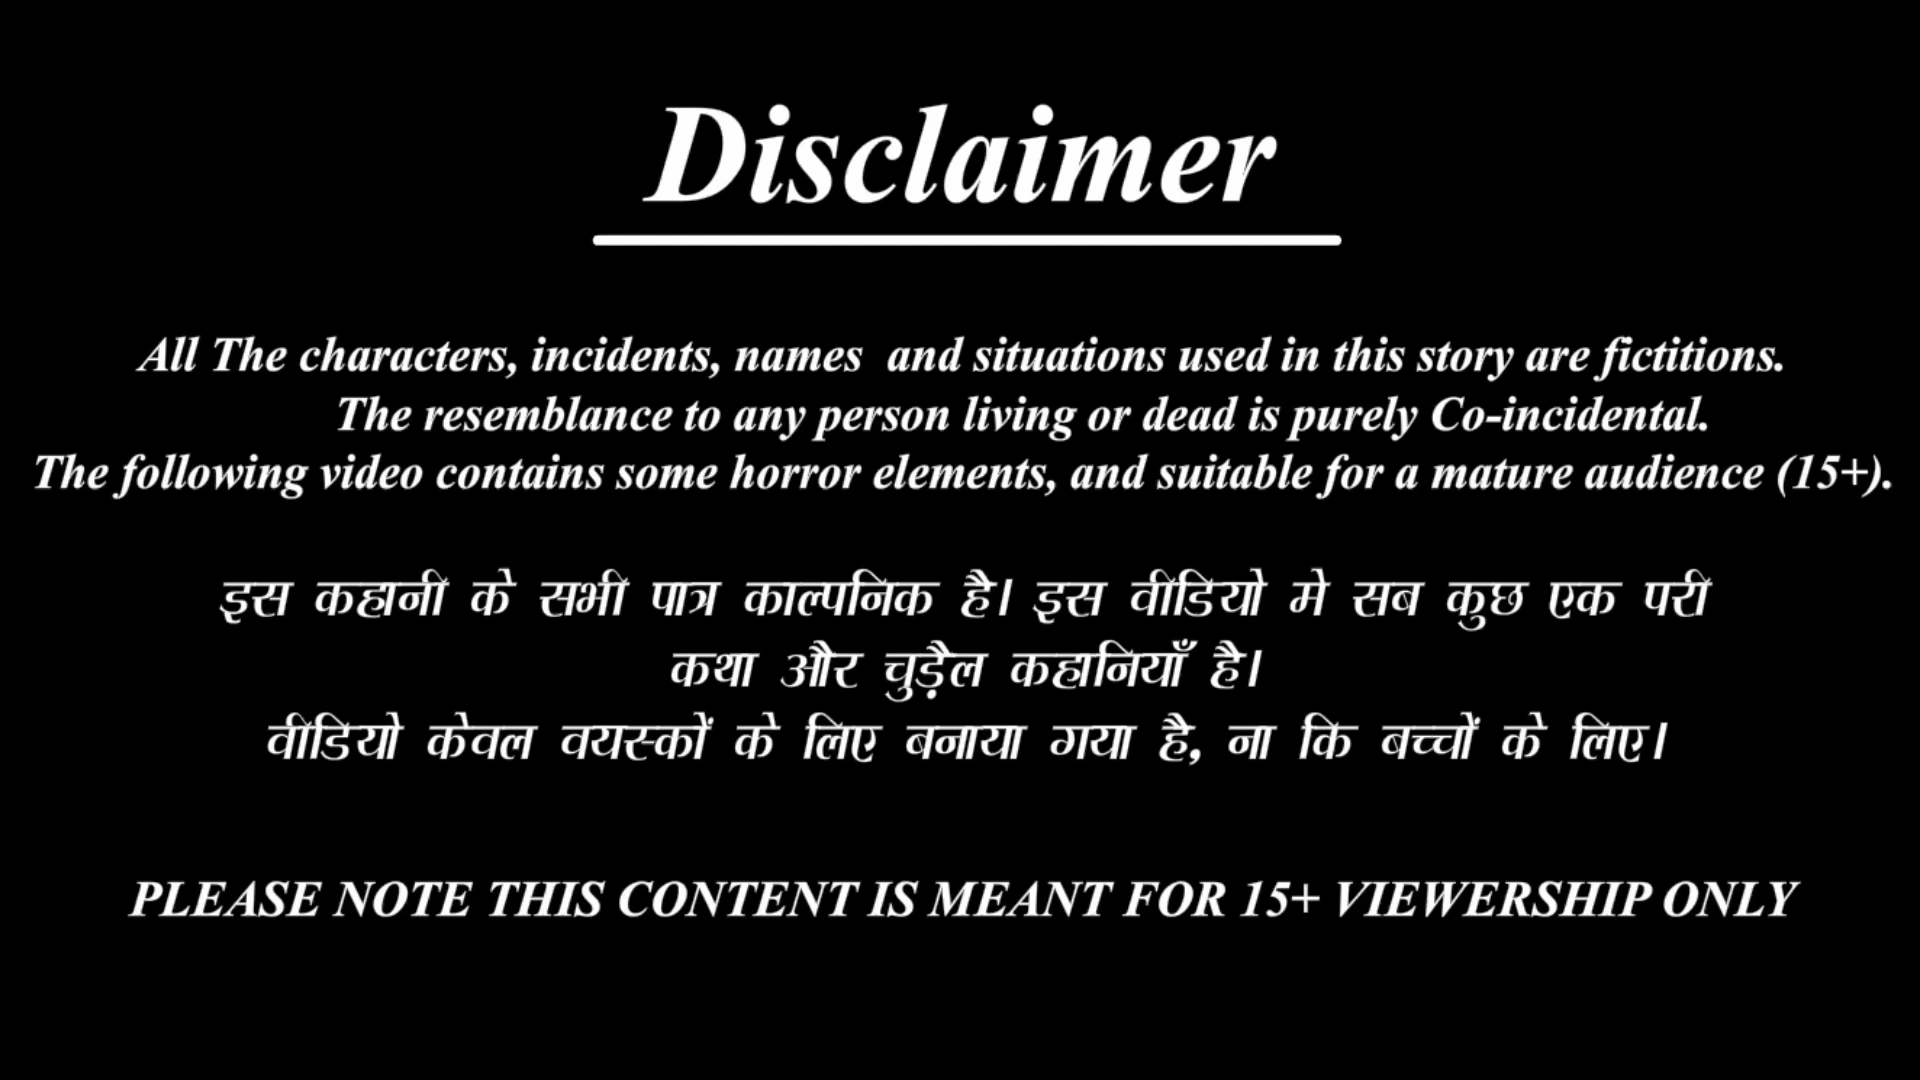 Disclaimer
All The characters, incidents, names and situations used in this story are fictitions.
The resemblance to any person living or dead is purely Co-incidental.
The following video contains some horror elements, and suitable for a mature audience (15+).
इस कहानी के सभी पात्र काल्पनिक है। इस वीडियो मे सब कुछ एक परी
कथा और चुड़ैल कहानियाँ है।
वीडियो केवल वयस्कों के लिए बनाया गया है, ना कि बच्चों के लिए।
PLEASE NOTE THIS CONTENT IS MEANT FOR 15+ VIEWERSHIP ONLY